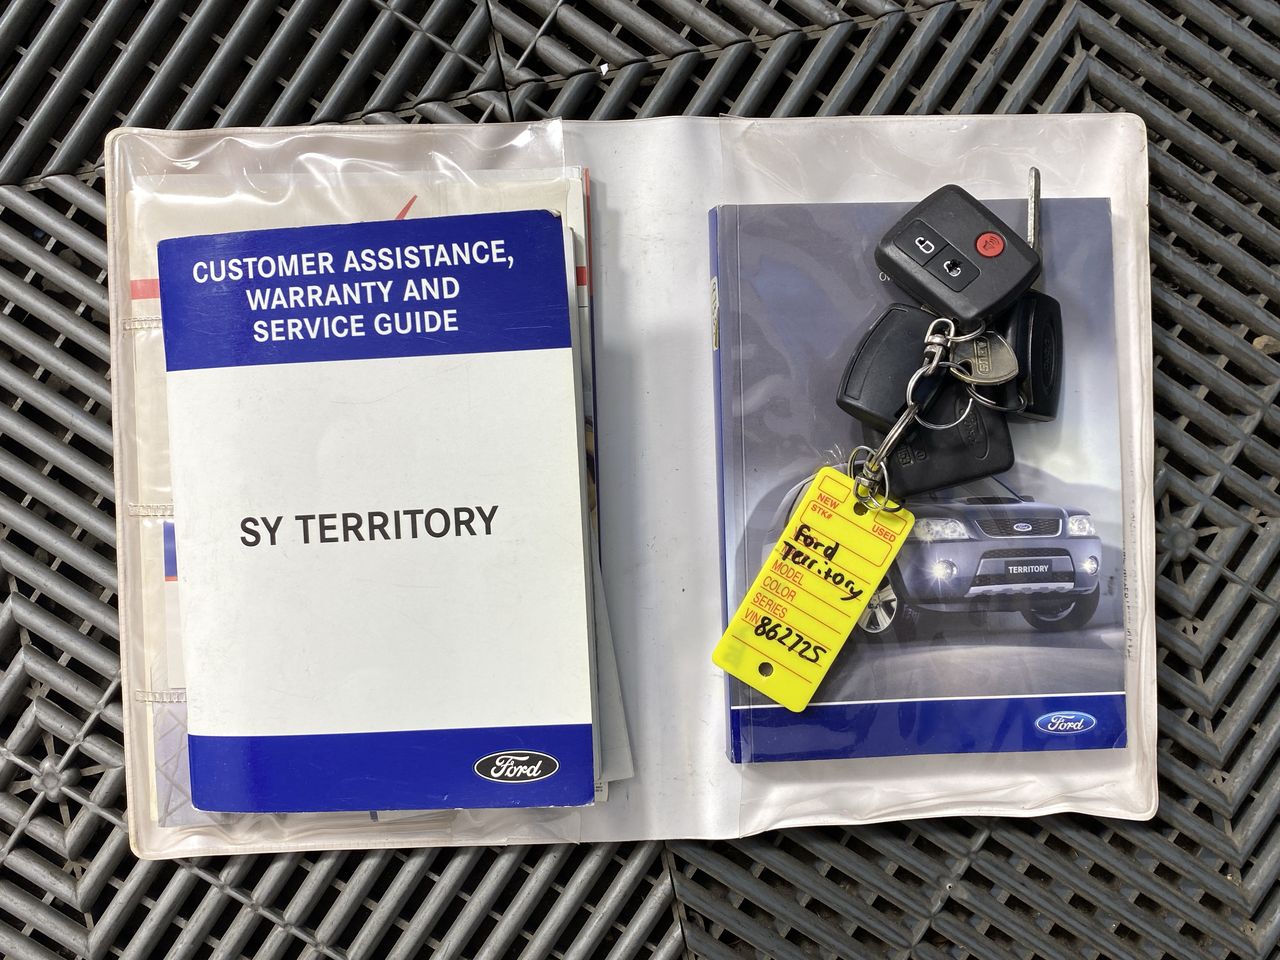 CUSTOMER ASSISTANCE,
WARRANTY AND
SERVICE GUIDE
SY TERRITORY
Ford
TERRITORY
Ford
NEW
USED
STK#
Ford
Territory
MODEL
COLOR
SERIES
VIN 862725